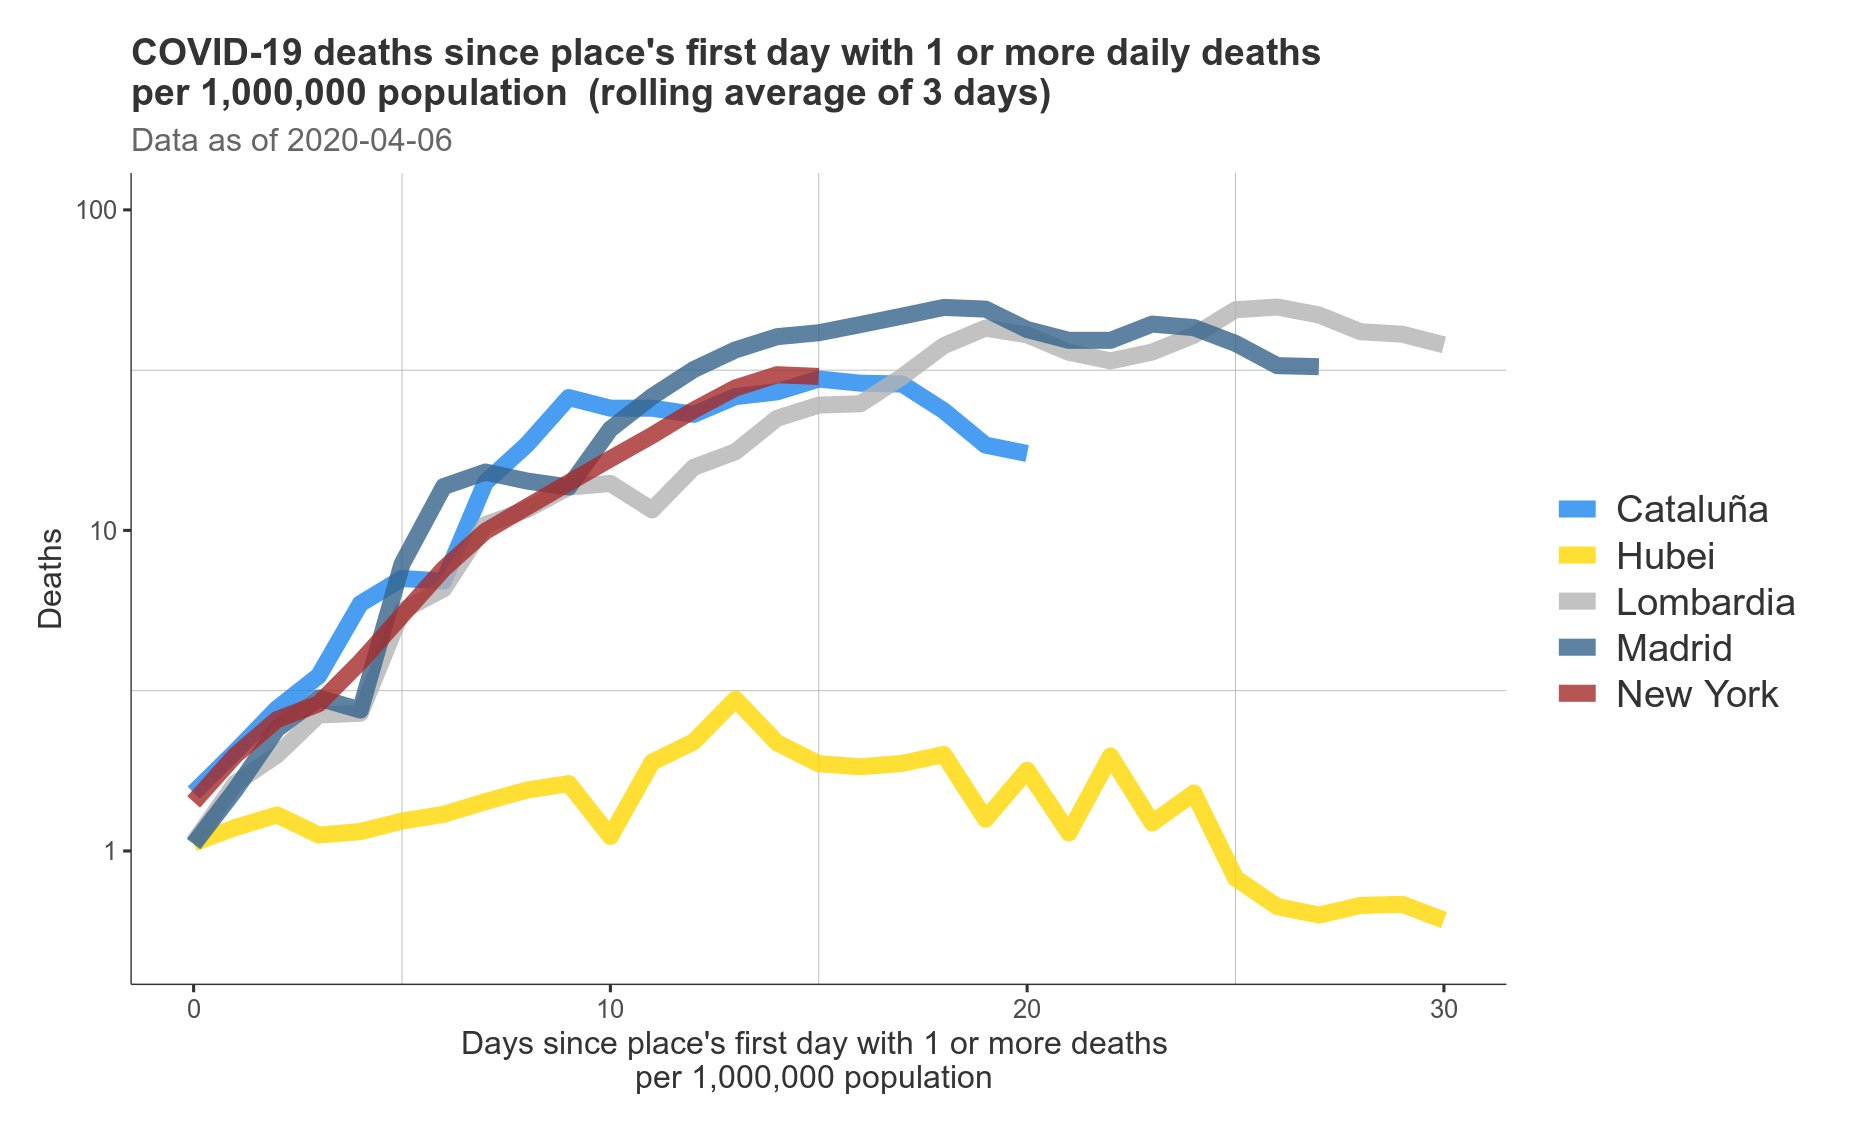 COVID-19 deaths since place's first day with 1 or more daily deaths
per 1,000,000 population  (rolling average of 3 days)
Data as of 2020-04-06
100
10
1
Deaths
0
10
20
30
Days since place's first day with 1 or more deaths
per 1,000,000 population
Cataluña
Hubei
Lombardia
Madrid
New York